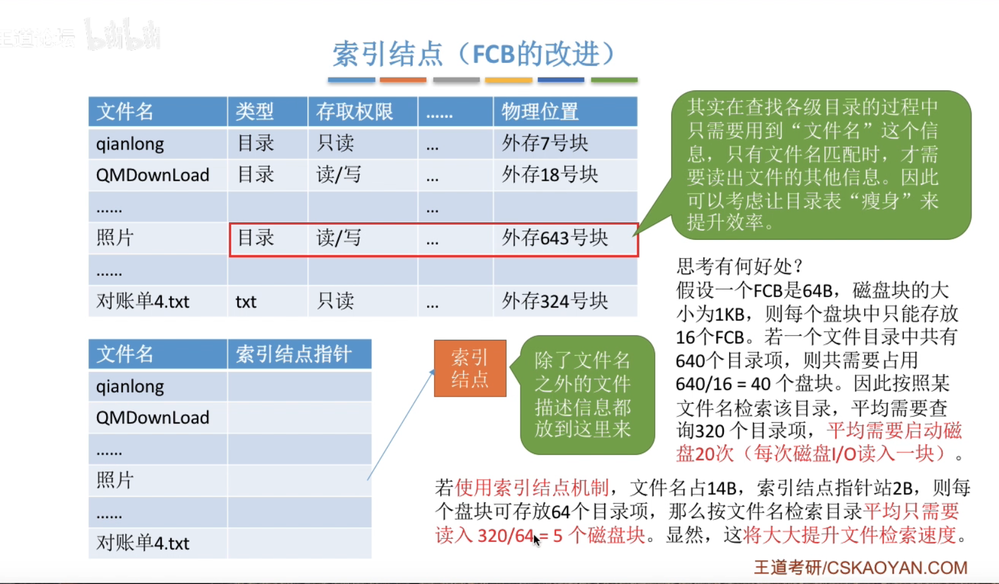 王道论坛 bilibili
索引结点（FCB的改进）
文件名 类型 存取权限 …… 物理位置
qianlong 目录 只读 … 外存7号块
QMDownLoad 目录 读/写 … 外存18号块
…… …
照片 目录 读/写 … 外存643号块
……
对账单4.txt txt 只读 … 外存324号块
其实在查找各级目录的过程中
只需要用到“文件名”这个信
息，只有文件名匹配时，才需
要读出文件的其他信息。因此
可以考虑让目录表“瘦身”来
提升效率。
文件名 索引结点指针
qianlong
QMDownLoad
……
照片
……
对账单4.txt
索引
结点
除了文件名
之外的文件
描述信息都
放到这里来
思考有何好处？
假设一个FCB是64B，磁盘块的大
小为1KB，则每个盘块中只能存放
16个FCB。若一个文件目录中共有
640个目录项，则共需要占用
640/16 = 40 个盘块。因此按照某
文件名检索该目录，平均需要查
询320 个目录项，平均需要启动磁
盘20次（每次磁盘I/O读入一块）。
若使用索引结点机制，文件名占14B，索引结点指针站2B，则每
个盘块可存放64个目录项，那么按文件名检索目录平均只需要
读入 320/64 = 5 个磁盘块。显然，这将大大提升文件检索速度。
王道考研/CSKAOYAN.COM